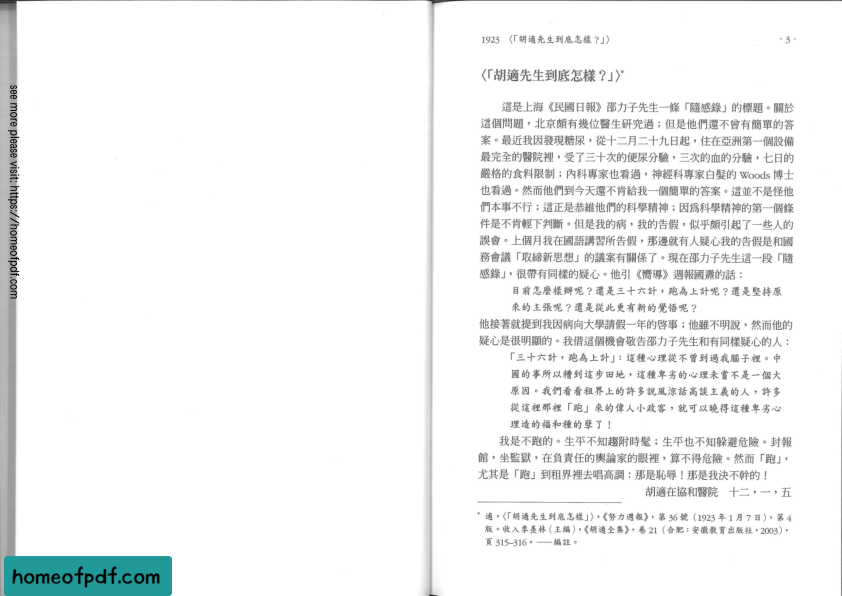 see more please visit: https://homeofpdf.com
1923 〈「胡適先生到底怎樣？」〉
·3·
〈「胡適先生到底怎樣？」〉*
這是上海《民國日報》邵力子先生一條「隨感錄」的標題。關於
這個問題，北京頗有幾位醫生研究過；但是他們還不曾有簡單的答
案。最近我因發現糖尿，從十二月二十九日起，住在亞洲第一個設備
最完全的醫院裡，受了三十次的便尿分驗，三次的血的分驗，七日的
嚴格的食料限制；內科專家也看過，神經科專家白髮的 Woods 博士
也看過。然而他們到今天還不肯給我一個簡單的答案。這並不是怪他
們本事不行；這正是恭維他們的科學精神；因為科學精神的第一個條
件是不肯輕下判斷。但是我的病，我的告假，似乎頗引起了一些人的
誤會。上個月我在國語講習所告假，那邊就有人疑心我的告假是和國
務會議「取締新思想」的議案有關係了。現在邵力子先生這一段「隨
感錄」，很帶有同樣的疑心。他引《嚮導》週報國燾的話：
目前怎麼樣辦呢？還是三十六計，跑為上計呢？還是堅持原
來的主張呢？還是從此更有新的覺悟呢？
他接著就提到我因病向大學請假一年的啓事；他雖不明說，然而他的
疑心是很明顯的。我借這個機會敬告邵力子先生和有同樣疑心的人：
「三十六計，跑為上計」：這種心理從不曾到過我腦子裡。中
國的事所以糟到這步田地，這種卑劣的心理未嘗不是一個大
原因。我們看看租界上的許多說風涼話高談主義的人，許多
從這裡那裡「跑」來的偉人小政客，就可以曉得這種卑劣心
理造的福和種的孽了！
我是不跑的。生平不知趨附時髦；生平也不知躲避危險。封報
館，坐監獄，在負責任的輿論家的眼裡，算不得危險。然而「跑」，
尤其是「跑」到租界裡去唱高調：那是恥辱！那是我決不幹的！
胡適在協和醫院　十二，一，五
* 適，〈「胡適先生到底怎樣」〉，《努力週報》，第 36 號（1923 年 1 月 7 日），第 4
版。收入季羨林（主編），《胡適全集》，卷 21（合肥：安徽教育出版社，2003），
頁 315–316。——編註。
homeofpdf.com